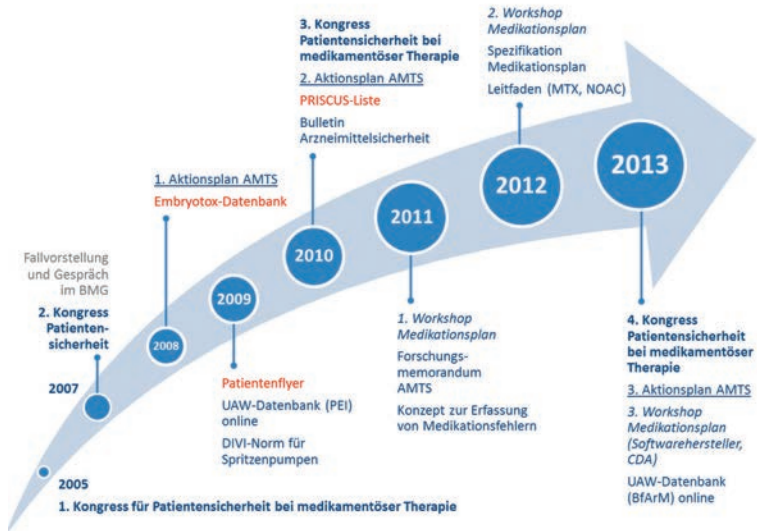 2005
1. Kongress für Patientensicherheit bei medikamentöser Therapie
2007
Fallvorstellung
und Gespräch
im BMG
2. Kongress
Patienten-
sicherheit
2008
1. Aktionsplan AMTS
Embryotox-Datenbank
2009
Patientenflyer
UAW-Datenbank (PEI)
online
DIVI-Norm für
Spritzenpumpen
2010
3. Kongress
Patientensicherheit bei
medikamentöser Therapie
2. Aktionsplan AMTS
PRISCUS-Liste
Bulletin
Arzneimittelsicherheit
2011
1. Workshop
Medikationsplan
Forschungs-
memorandum
AMTS
Konzept zur Erfassung
von Medikationsfehlern
2012
2. Workshop
Medikationsplan
Spezifikation
Medikationsplan
Leitfaden (MTX, NOAC)
2013
4. Kongress
Patientensicherheit
bei medikamentöser
Therapie
3. Aktionsplan AMTS
3. Workshop
Medikationsplan
(Softwarehersteller,
CDA)
UAW-Datenbank
(BfArM) online